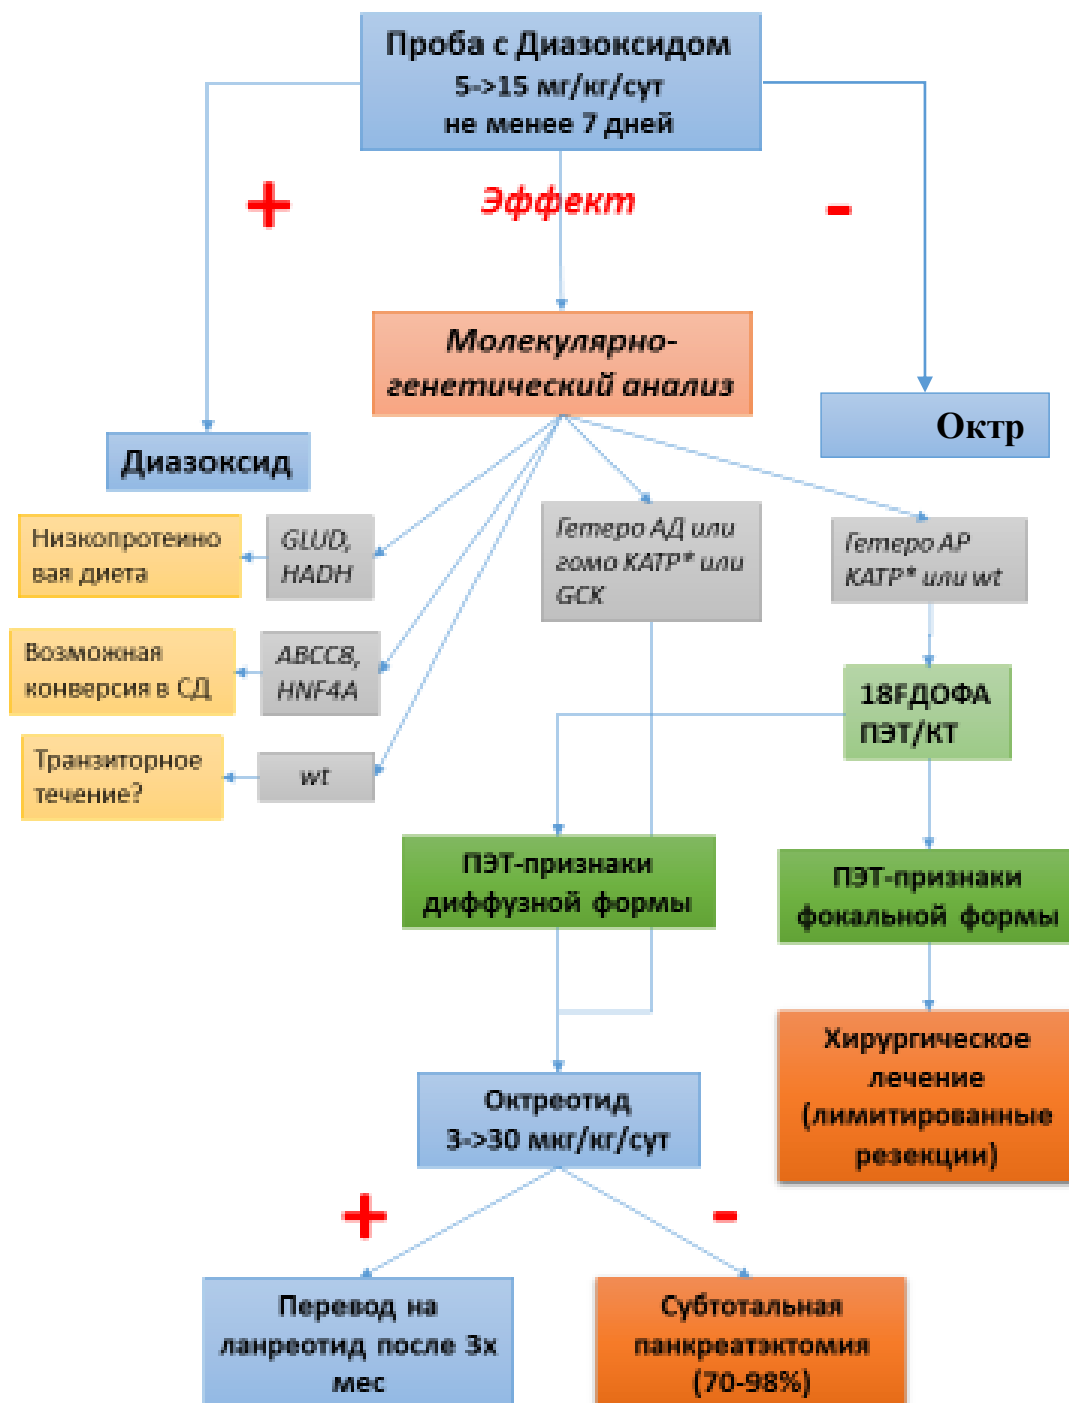 Проба с Диазоксидом
5->15 мг/кг/сут
не менее 7 дней
+
Эффект
-
Молекулярно-
генетический анализ
Октр
Диазоксид
Низкопротеино
вая диета
GLUD,
HADH
Гетеро АД или
гомо KATP* или
GCK
Гетеро АР
KATP* или wt
Возможная
конверсия в СД
ABCC8,
HNF4A
18FДОФА
ПЭТ/КТ
Транзиторное
течение?
wt
ПЭТ-признаки
диффузной формы
ПЭТ-признаки
фокальной формы
Хирургическое
лечение
(лимитированные
резекции)
Октреотид
3->30 мкг/кг/сут
+
-
Перевод на
ланреотид после 3х
мес
Субтотальная
панкреатэктомия
(70-98%)